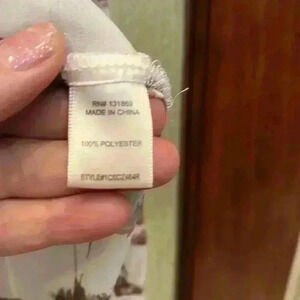 RN# 131863
MADE IN CHINA
100% POLYESTER